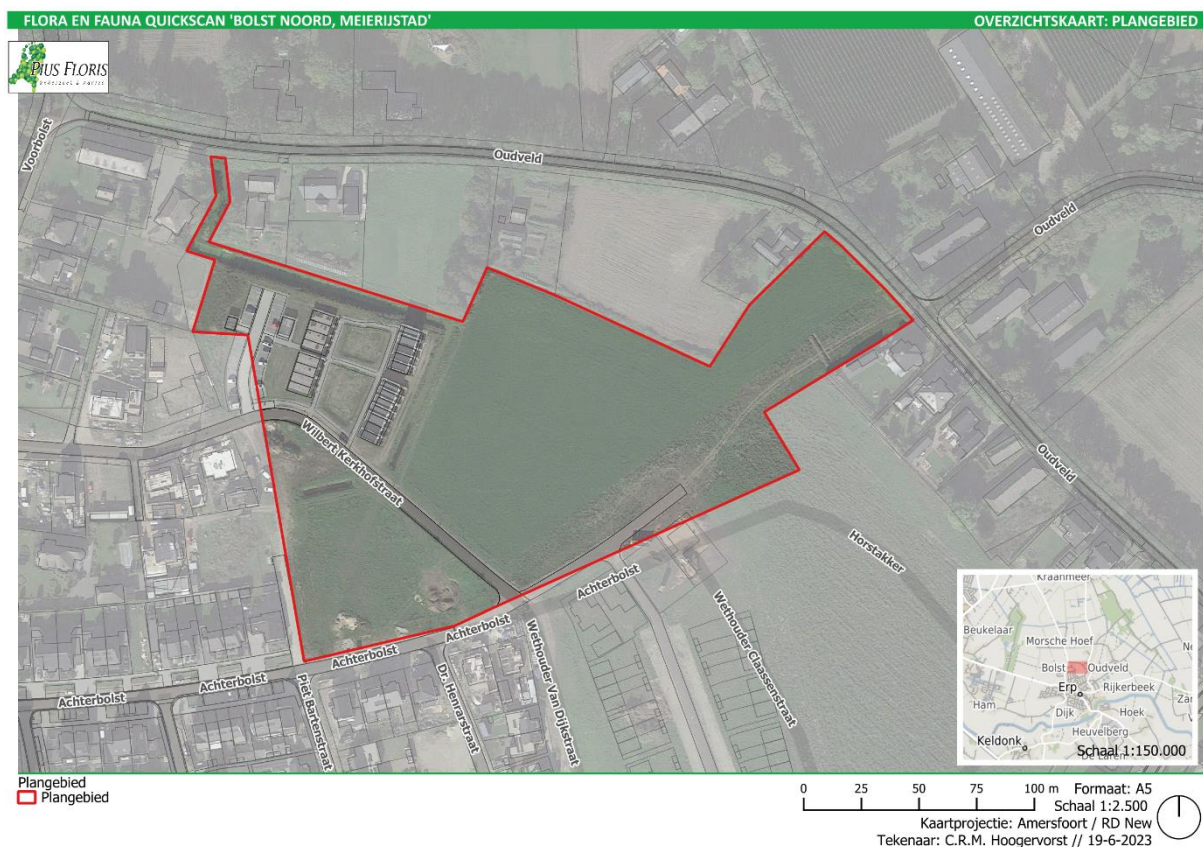 FLORA EN FAUNA QUICKSCAN 'BOLST NOORD, MEIERIJSTAD'
OVERZICHTSKAART: PLANGEBIED
PIUS FLORIS
Voorbolst
Oudveld
Oudveld
Oudveld
Wilbert Kerkhofstraat
Horstakker
Achterbolst
Achterbolst
Achterbolst
Achterbolst
Achterbolst
Wethouder Claassenstraat
Wethouder Van Dijkstraat
Dr. Henrarstraat
Piet Bartenstraat
Kraanmeer
Beukelaar
Morsche Hoef
Bolst
Oudveld
Erp
Rijkerbeek
Ham
Dijk
Hoek
Heuvelberg
Keldonk
Schaal 1:150.000
Plangebied
Plangebied
0 25 50 75 100 m
Formaat: A5
Schaal 1:2.500
Kaartprojectie: Amersfoort / RD New
Tekenaar: C.R.M. Hoogervorst // 19-6-2023